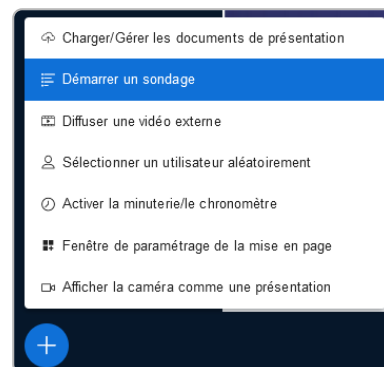 Charger/Gérer les documents de présentation
Démarrer un sondage
Diffuser une vidéo externe
Sélectionner un utilisateur aléatoirement
Activer la minuterie/le chronomètre
Fenêtre de paramétrage de la mise en page
Afficher la caméra comme une présentation